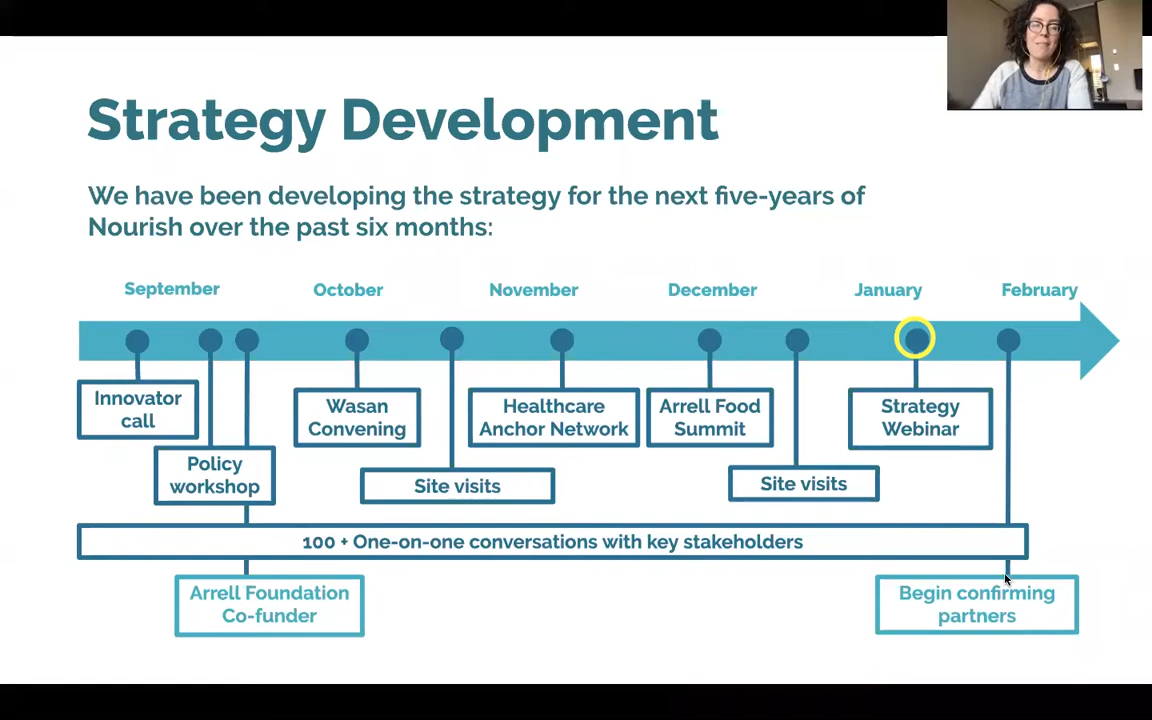 Strategy Development
We have been developing the strategy for the next five-years of
Nourish over the past six months:
September
October
November
December
January
February
Innovator
call
Wasan
Convening
Healthcare
Anchor Network
Arrell Food
Summit
Strategy
Webinar
Policy
workshop
Site visits
Site visits
100 + One-on-one conversations with key stakeholders
Arrell Foundation
Co-funder
Begin confirming
partners